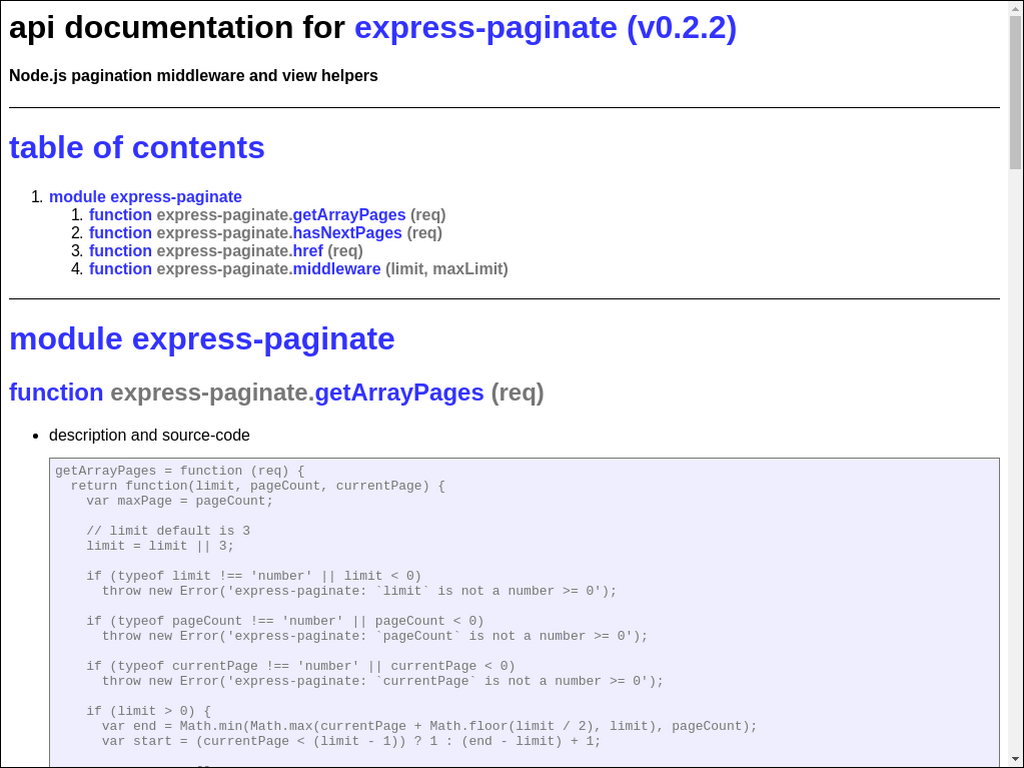 api documentation for express-paginate (v0.2.2)
Node.js pagination middleware and view helpers
table of contents
1. module express-paginate
1. function express-paginate.getArrayPages (req)
2. function express-paginate.hasNextPages (req)
3. function express-paginate.href (req)
4. function express-paginate.middleware (limit, maxLimit)
module express-paginate
function express-paginate.getArrayPages (req)
• description and source-code
getArrayPages = function (req) {
  return function(limit, pageCount, currentPage) {
    var maxPage = pageCount;
    // limit default is 3
    limit = limit || 3;
    if (typeof limit !== 'number' || limit < 0)
      throw new Error('express-paginate: `limit` is not a number >= 0');
    if (typeof pageCount !== 'number' || pageCount < 0)
      throw new Error('express-paginate: `pageCount` is not a number >= 0');
    if (typeof currentPage !== 'number' || currentPage < 0)
      throw new Error('express-paginate: `currentPage` is not a number >= 0');
    if (limit > 0) {
      var end = Math.min(Math.max(currentPage + Math.floor(limit / 2), limit), pageCount);
      var start = (currentPage < (limit - 1)) ? 1 : (end - limit) + 1;